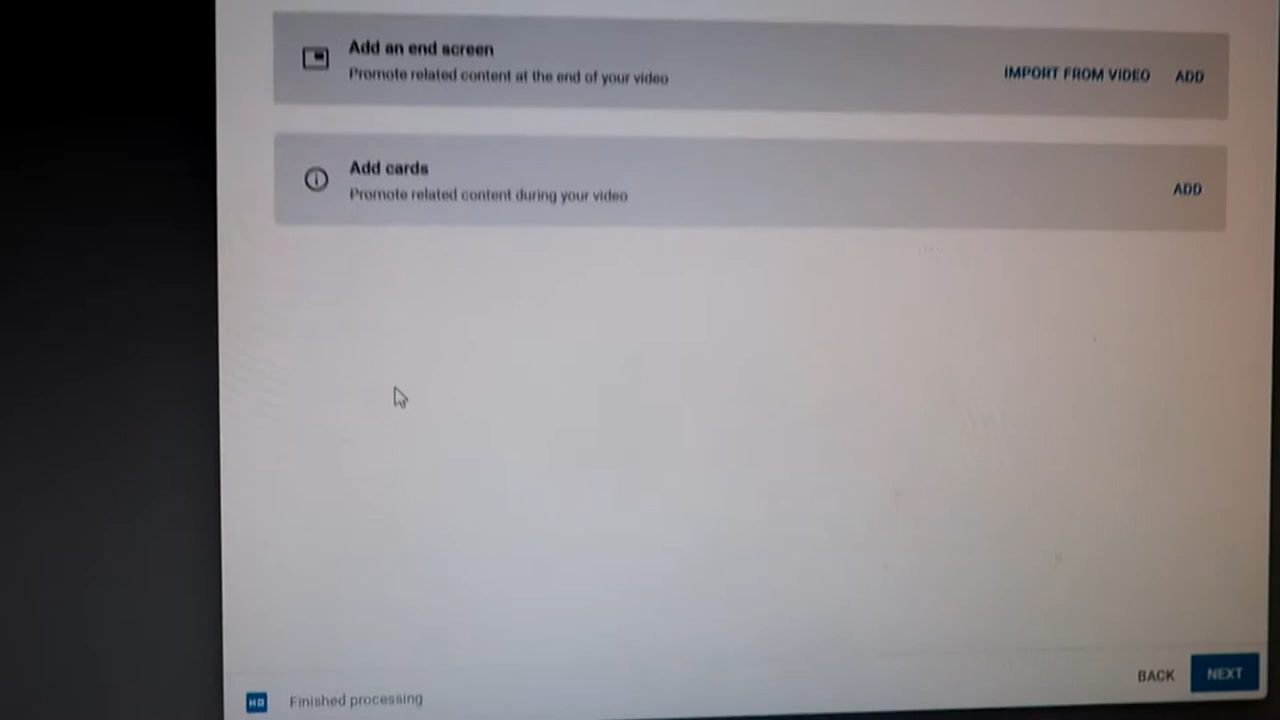 Add an end screen
Promote related content at the end of your video
IMPORT FROM VIDEO ADD
Add cards
Promote related content during your video
ADD
BACK NEXT
HD Finished processing